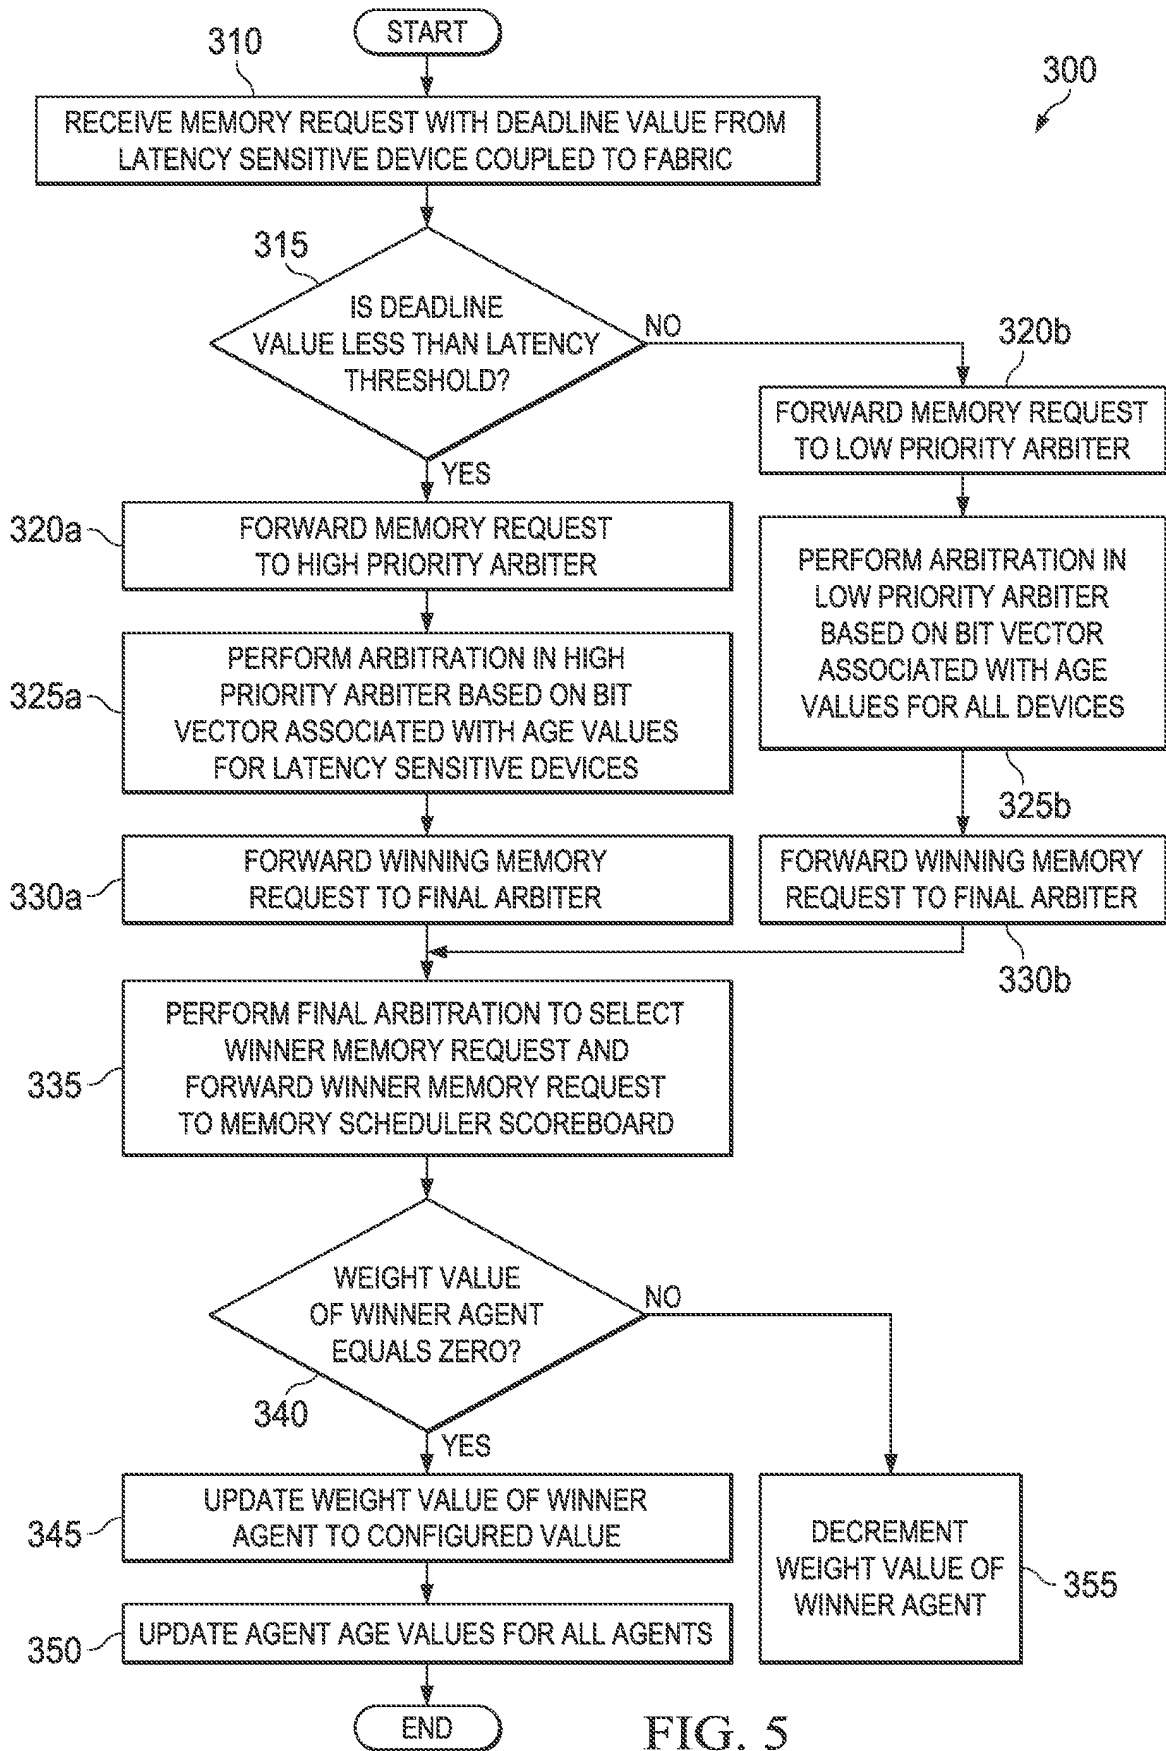 START
310
300
RECEIVE MEMORY REQUEST WITH DEADLINE VALUE FROM
LATENCY SENSITIVE DEVICE COUPLED TO FABRIC
315
IS DEADLINE
VALUE LESS THAN LATENCY
THRESHOLD?
NO
YES
320b
FORWARD MEMORY REQUEST
TO LOW PRIORITY ARBITER
320a
FORWARD MEMORY REQUEST
TO HIGH PRIORITY ARBITER
PERFORM ARBITRATION IN
LOW PRIORITY ARBITER
BASED ON BIT VECTOR
ASSOCIATED WITH AGE
VALUES FOR ALL DEVICES
325b
325a
PERFORM ARBITRATION IN HIGH
PRIORITY ARBITER BASED ON BIT
VECTOR ASSOCIATED WITH AGE VALUES
FOR LATENCY SENSITIVE DEVICES
330a
FORWARD WINNING MEMORY
REQUEST TO FINAL ARBITER
FORWARD WINNING MEMORY
REQUEST TO FINAL ARBITER
330b
335
PERFORM FINAL ARBITRATION TO SELECT
WINNER MEMORY REQUEST AND
FORWARD WINNER MEMORY REQUEST
TO MEMORY SCHEDULER SCOREBOARD
WEIGHT VALUE
OF WINNER AGENT
EQUALS ZERO?
NO
340
YES
345
UPDATE WEIGHT VALUE OF WINNER
AGENT TO CONFIGURED VALUE
DECREMENT
WEIGHT VALUE OF
WINNER AGENT
355
350
UPDATE AGENT AGE VALUES FOR ALL AGENTS
END
FIG. 5